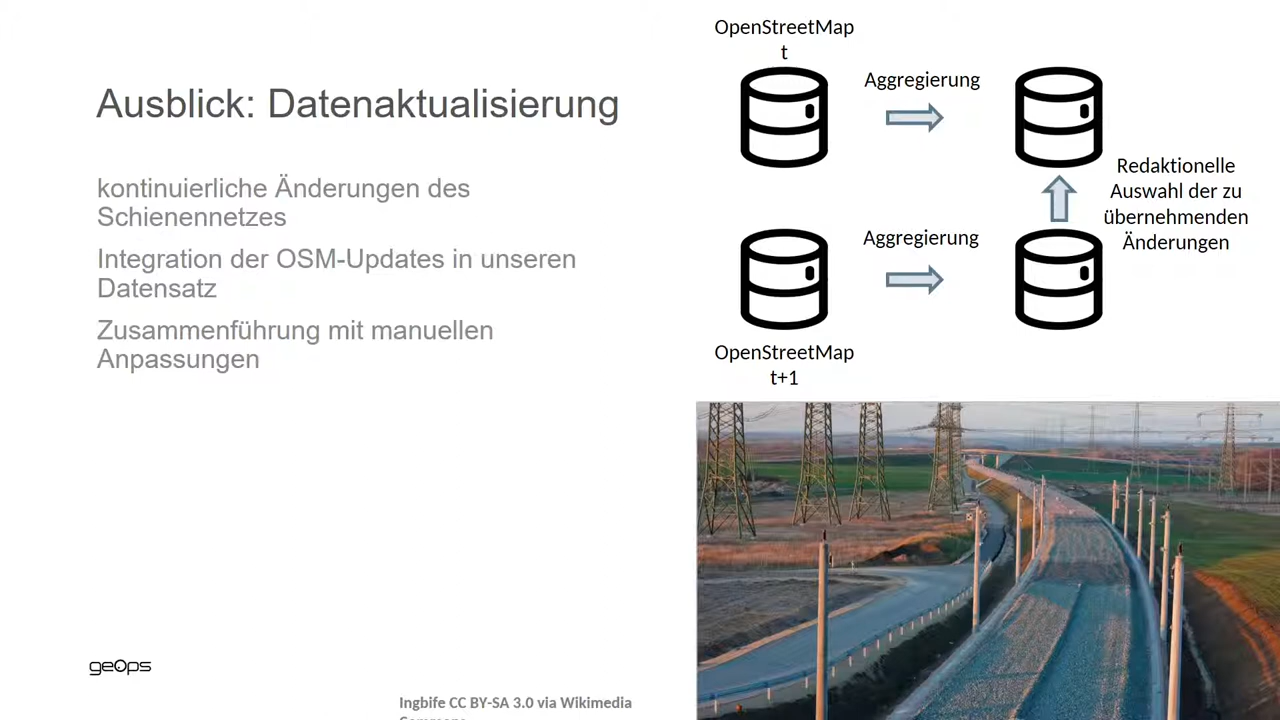 Ausblick: Datenaktualisierung
kontinuierliche Änderungen des
Schienennetzes
Integration der OSM-Updates in unseren
Datensatz
Zusammenführung mit manuellen
Anpassungen
OpenStreetMap
t
Aggregierung
Redaktionelle
Auswahl der zu
übernehmenden
Änderungen
Aggregierung
OpenStreetMap
t+1
geOps
Ingbife CC BY-SA 3.0 via Wikimedia